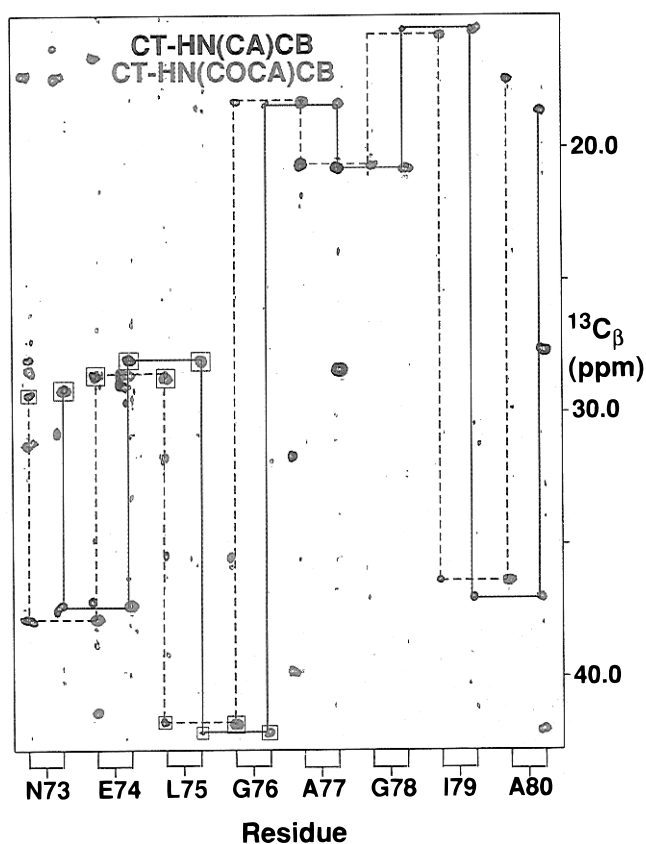 CT-HN(CA)CB
CT-HN(COCA)CB
20.0
13Cβ
(ppm)
30.0
40.0
N73 E74 L75 G76 A77 G78 I79 A80
Residue